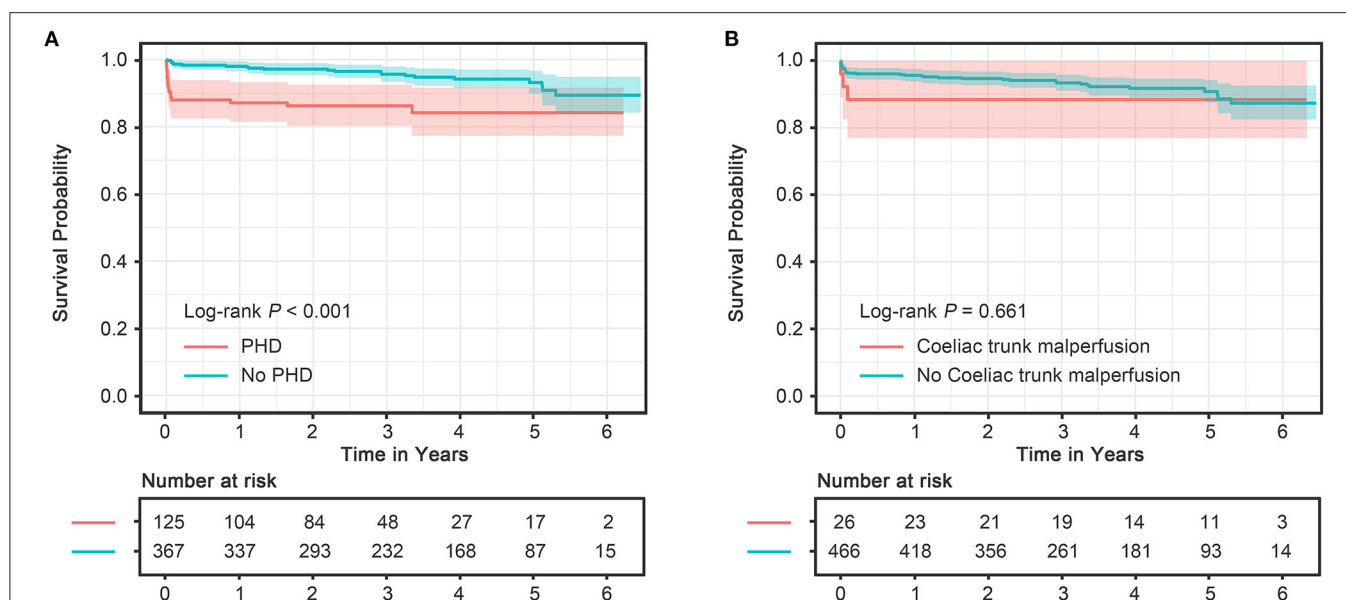 A
Survival Probability
1.0
0.8
0.6
0.4
0.2
0.0
Log-rank P < 0.001
PHD
No PHD
0 1 2 3 4 5 6
Time in Years
Number at risk
125 104 84 48 27 17 2
367 337 293 232 168 87 15
0 1 2 3 4 5 6
B
Survival Probability
1.0
0.8
0.6
0.4
0.2
0.0
Log-rank P = 0.661
Coeliac trunk malperfusion
No Coeliac trunk malperfusion
0 1 2 3 4 5 6
Time in Years
Number at risk
26 23 21 19 14 11 3
466 418 356 261 181 93 14
0 1 2 3 4 5 6